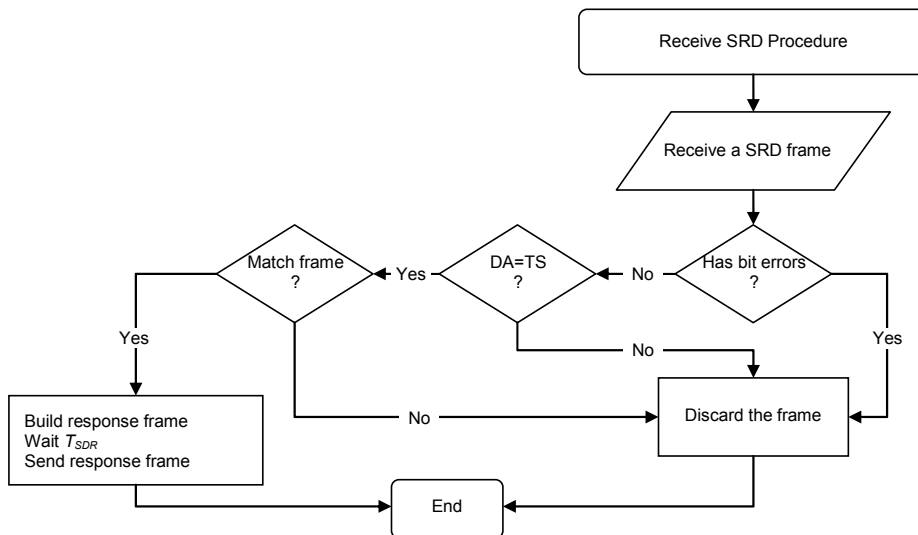 Receive SRD Procedure
Receive a SRD frame
Match frame
?
Yes
DA=TS
?
No
Has bit errors
?
Yes
No
Yes
Build response frame
Wait TSDR
Send response frame
No
Discard the frame
End